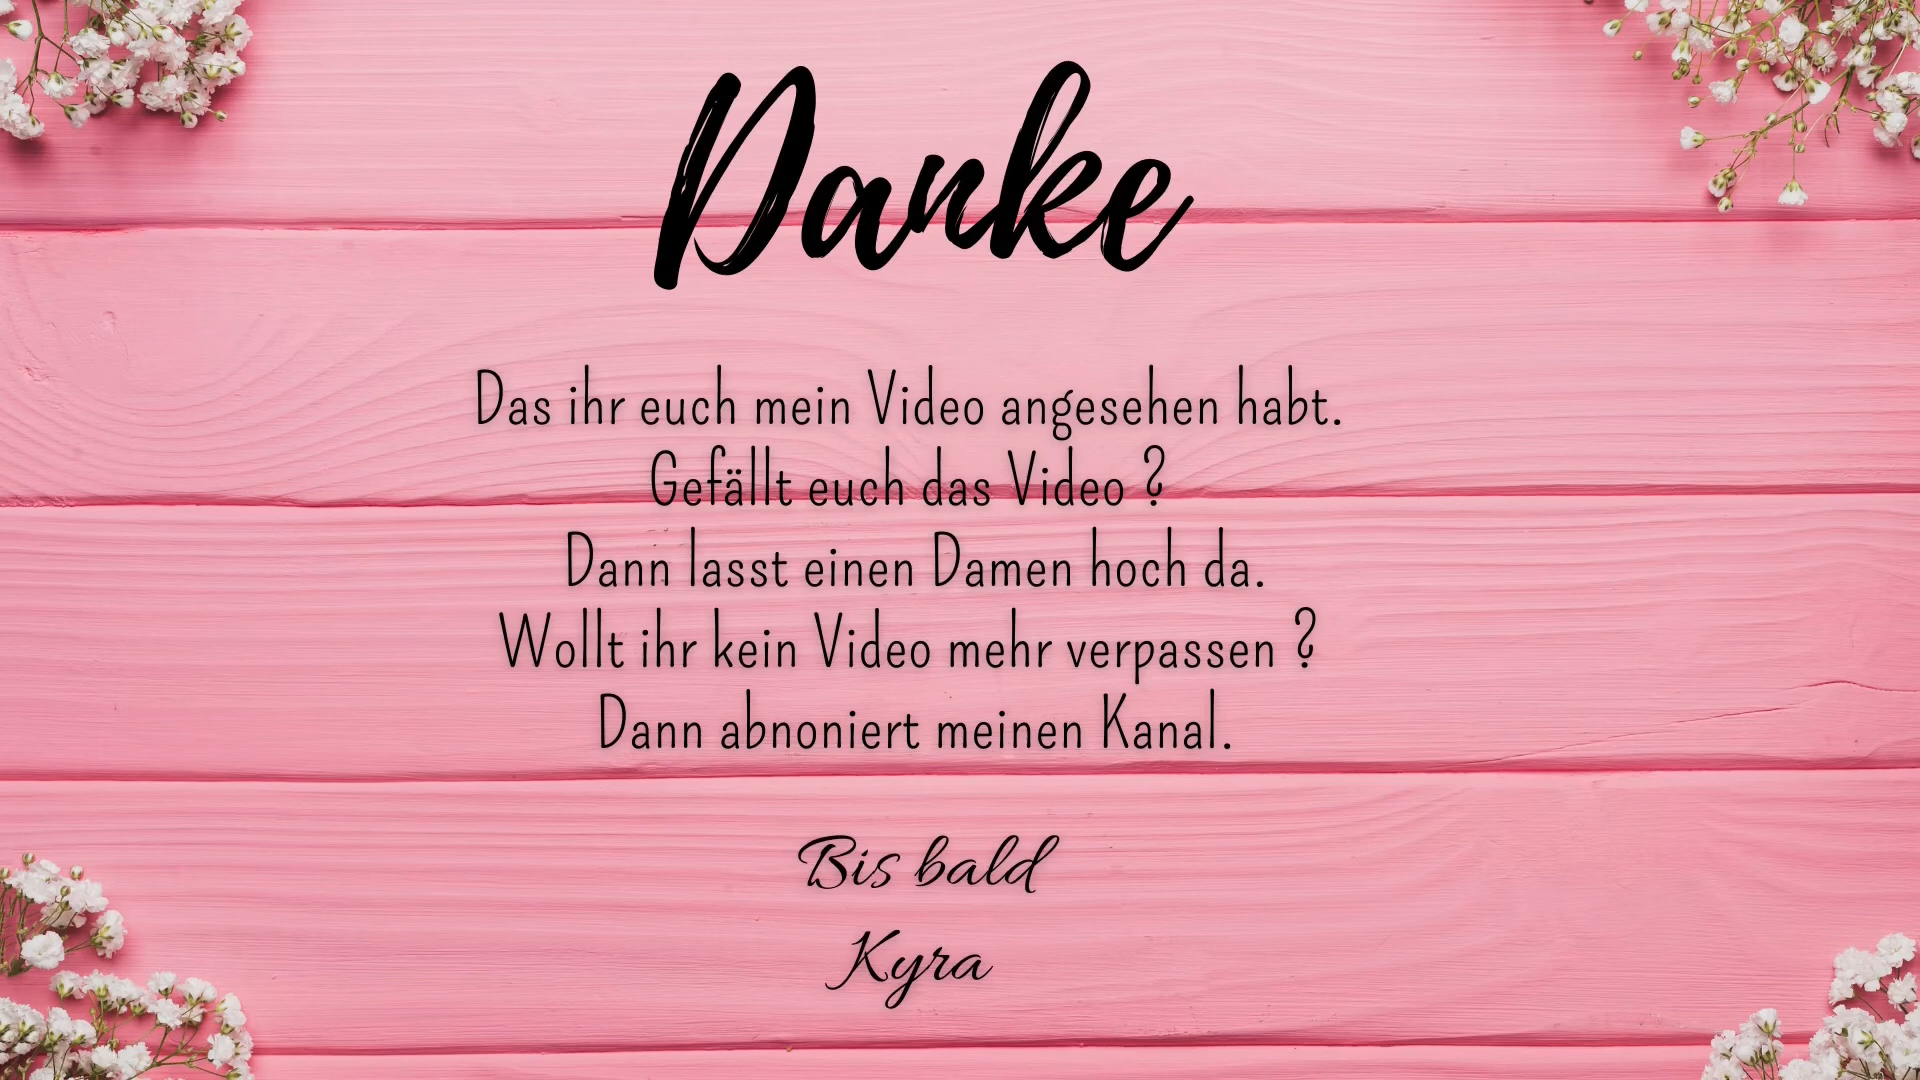 Danke
Das ihr euch mein Video angesehen habt.
Gefällt euch das Video ?
Dann lasst einen Damen hoch da.
Wollt ihr kein Video mehr verpassen ?
Dann abnoniert meinen Kanal.
Bis bald
Kyra